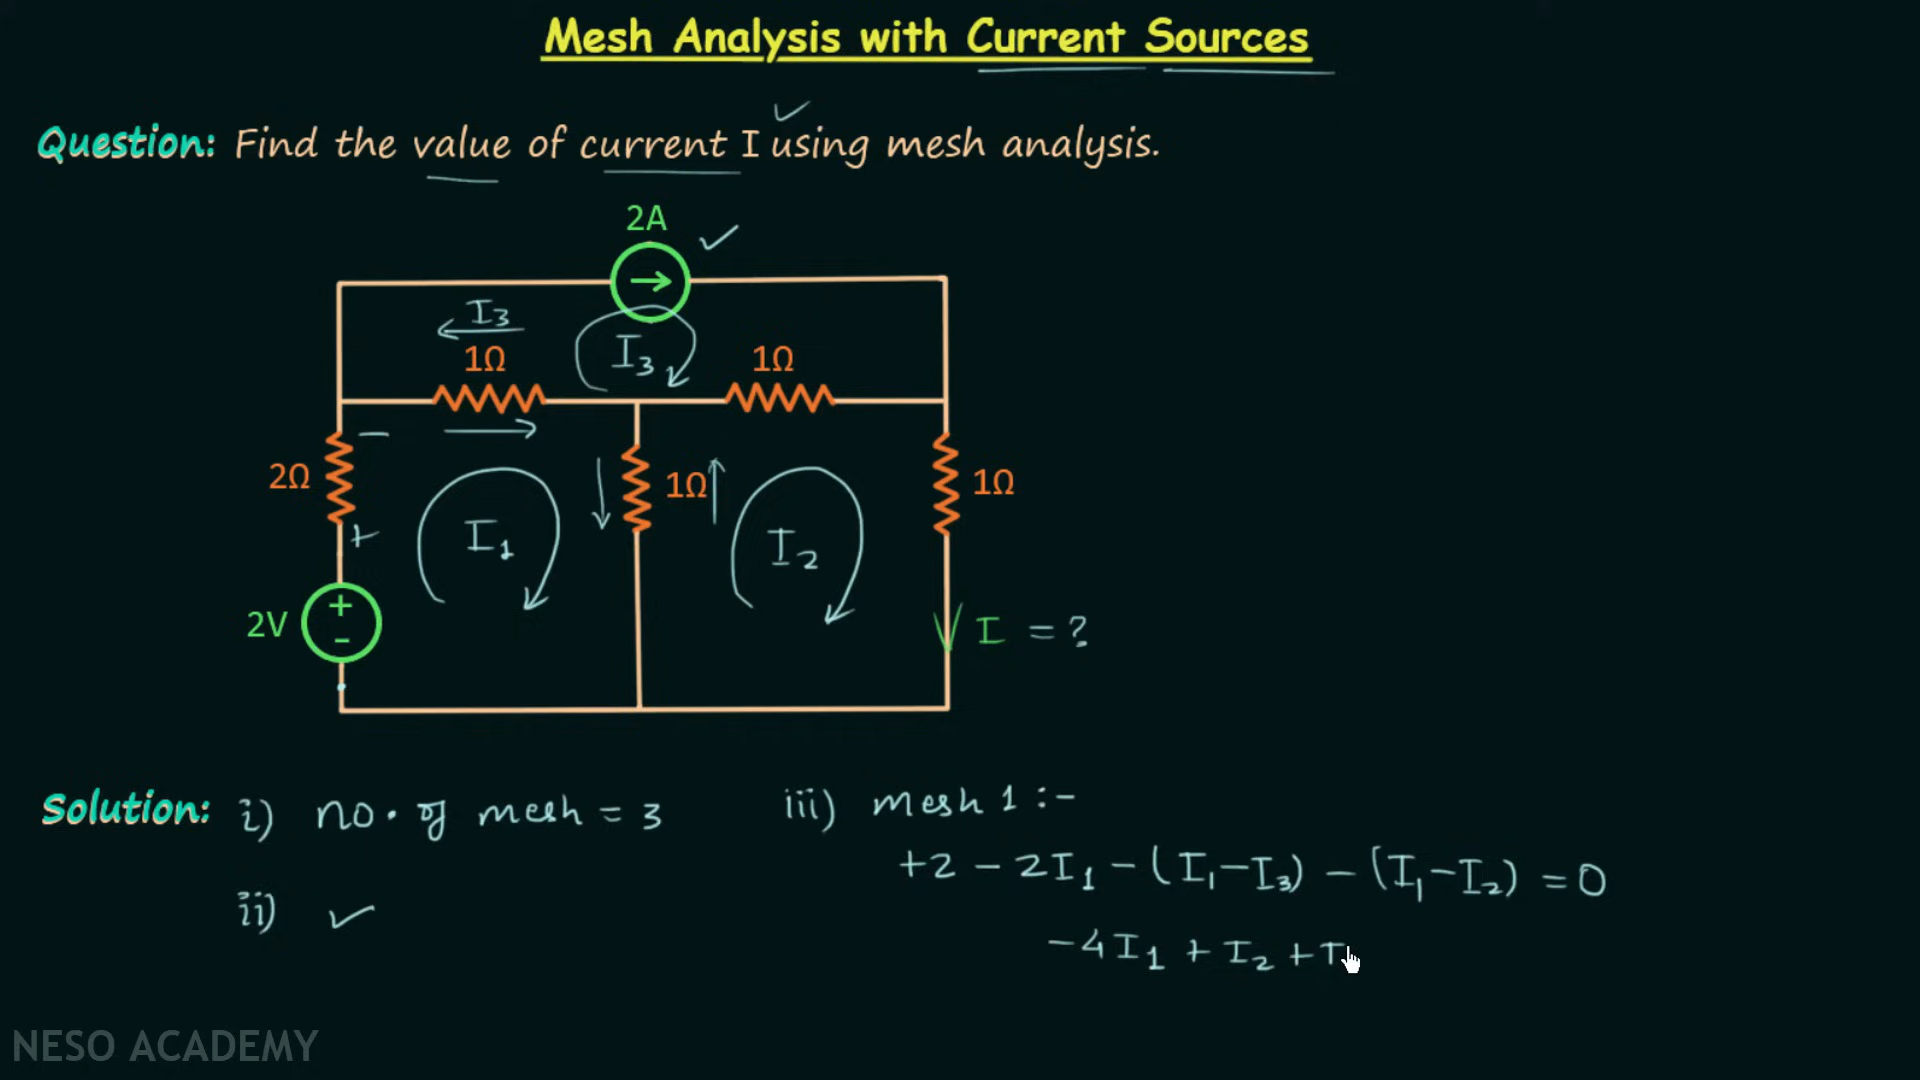 Mesh Analysis with Current Sources
Question: Find the value of current I using mesh analysis.
2A
I3
1Ω
I3
1Ω
2Ω
1Ω
1Ω
I1
I2
2V
+
-
I = ?
Solution: i) no. of mesh = 3
ii) ✓
iii) mesh 1 :-
+2 - 2I1 - (I1-I3) - (I1-I2) = 0
-4I1 + I2 +
NESO ACADEMY